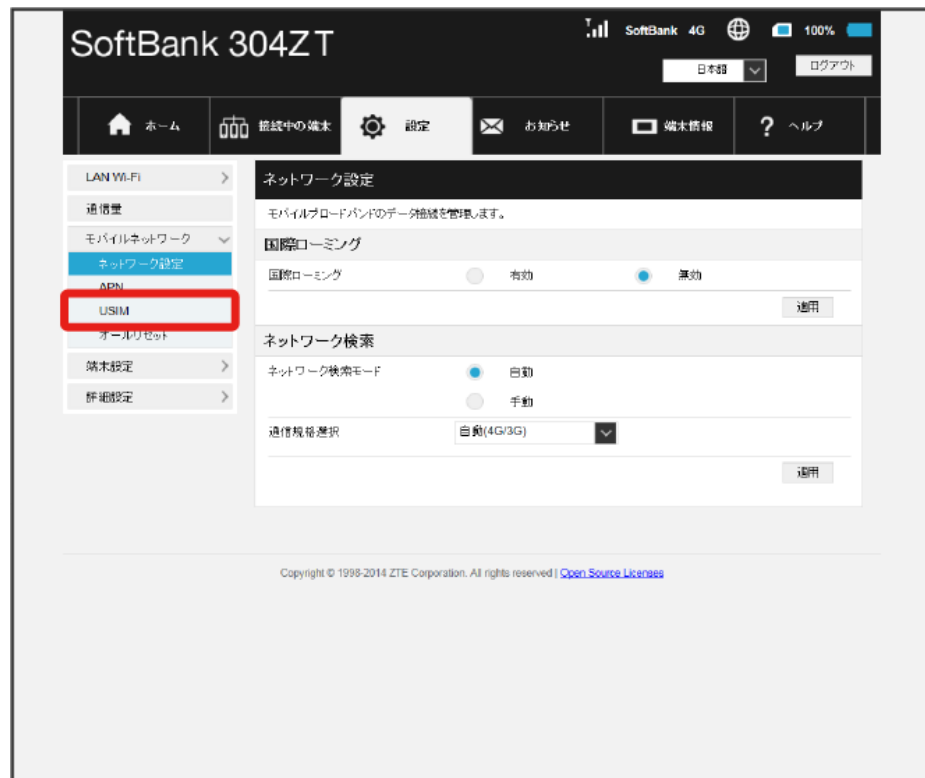 SoftBank 304ZT
SoftBank 4G
100%
日本語
ログアウト
ホーム
接続中の端末
設定
お知らせ
端末情報
? ヘルプ
LAN Wi-Fi
通信量
モバイルネットワーク
ネットワーク設定
APN
USIM
オールリセット
端末設定
詳細設定
ネットワーク設定
モバイルブロードバンドのデータ接続を管理します。
国際ローミング
国際ローミング 有効 無効
適用
ネットワーク検索
ネットワーク検索モード 自動
手動
通信規格選択 自動(4G/3G)
適用
Copyright © 1998-2014 ZTE Corporation. All rights reserved | Open Source Licenses